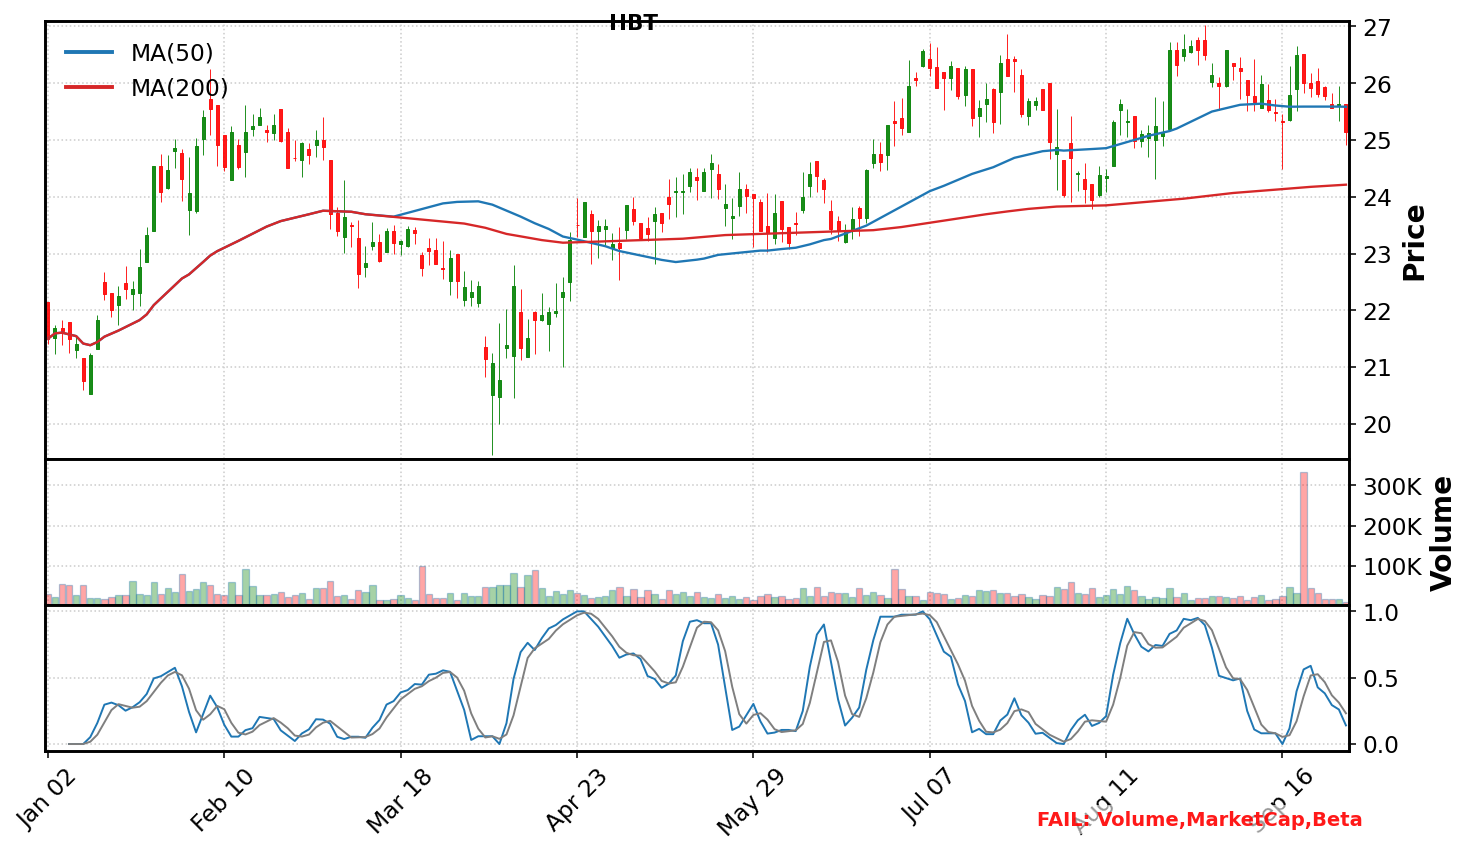 HBT
MA(50)
MA(200)
27
26
25
24
23
22
21
20
Price
300K
200K
100K
Volume
1.0
0.5
0.0
Jan 02
Feb 10
Mar 18
Apr 23
May 29
Jul 07
Aug 11
Sep 16
FAIL: Volume,MarketCap,Beta